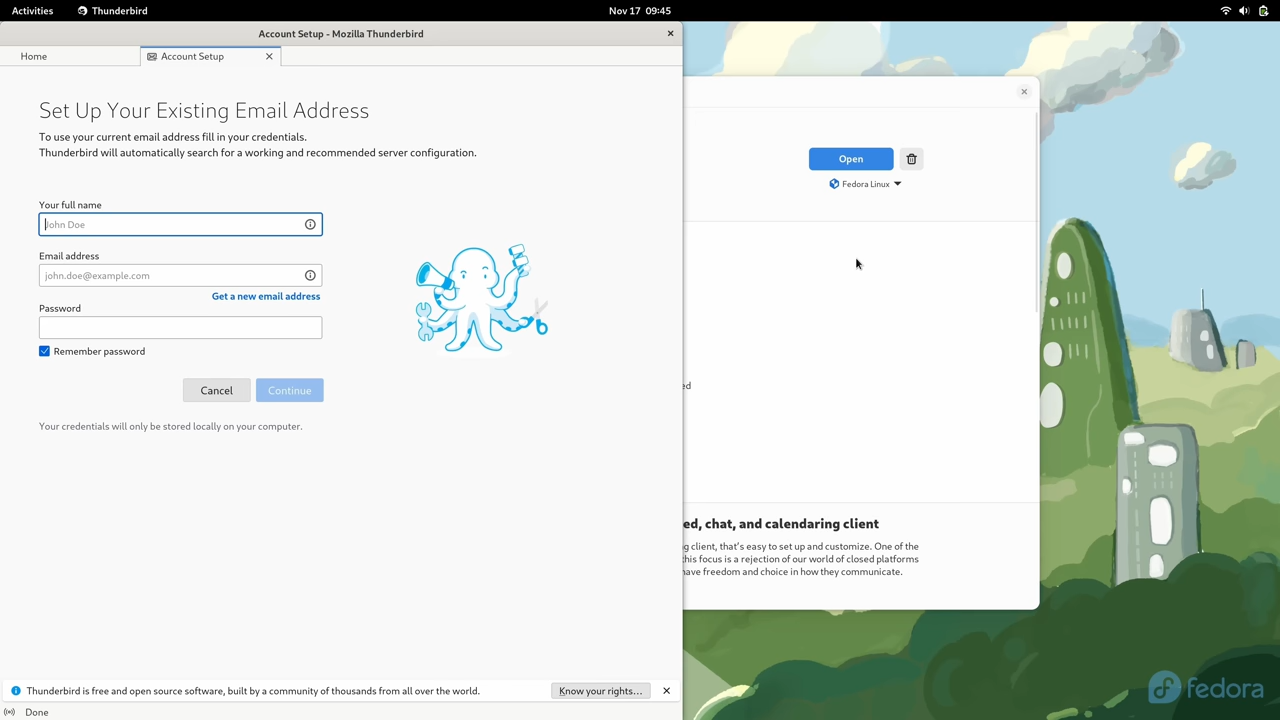 Activities
Thunderbird
Nov 17 09:45
Account Setup - Mozilla Thunderbird
Home
Account Setup
Set Up Your Existing Email Address
To use your current email address fill in your credentials.
Thunderbird will automatically search for a working and recommended server configuration.
Your full name
John Doe
Email address
john.doe@example.com
Get a new email address
Password
Remember password
Cancel
Continue
Your credentials will only be stored locally on your computer.
Thunderbird is free and open source software, built by a community of thousands from all over the world.
Know your rights...
Done
Open
Fedora Linux
ed
ed, chat, and calendaring client
g client, that's easy to set up and customize. One of the
this focus is a rejection of our world of closed platforms
have freedom and choice in how they communicate.
fedora